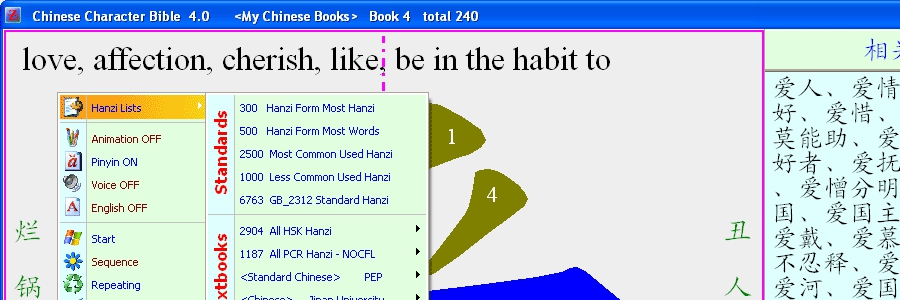 Chinese Character Bible 4.0 <My Chinese Books> Book 4 total 240
love, affection, cherish, like, be in the habit to
Hanzi Lists
Animation OFF
Pinyin ON
Voice OFF
English OFF
Start
Sequence
Repeating
Standards
300 Hanzi Form Most Hanzi
500 Hanzi Form Most Words
2500 Most Common Used Hanzi
1000 Less Common Used Hanzi
6763 GB_2312 Standard Hanzi
2904 All HSK Hanzi
1187 All PCR Hanzi - NOCFL
<Standard Chinese> PEP
1
4
烂
锅
丑
人
爱人、爱情
好、爱惜、
莫能助、爱
好者、爱抚
、爱憎分明
国、爱国主
爱戴、爱慕
不忍释、爱
爱河、爱国